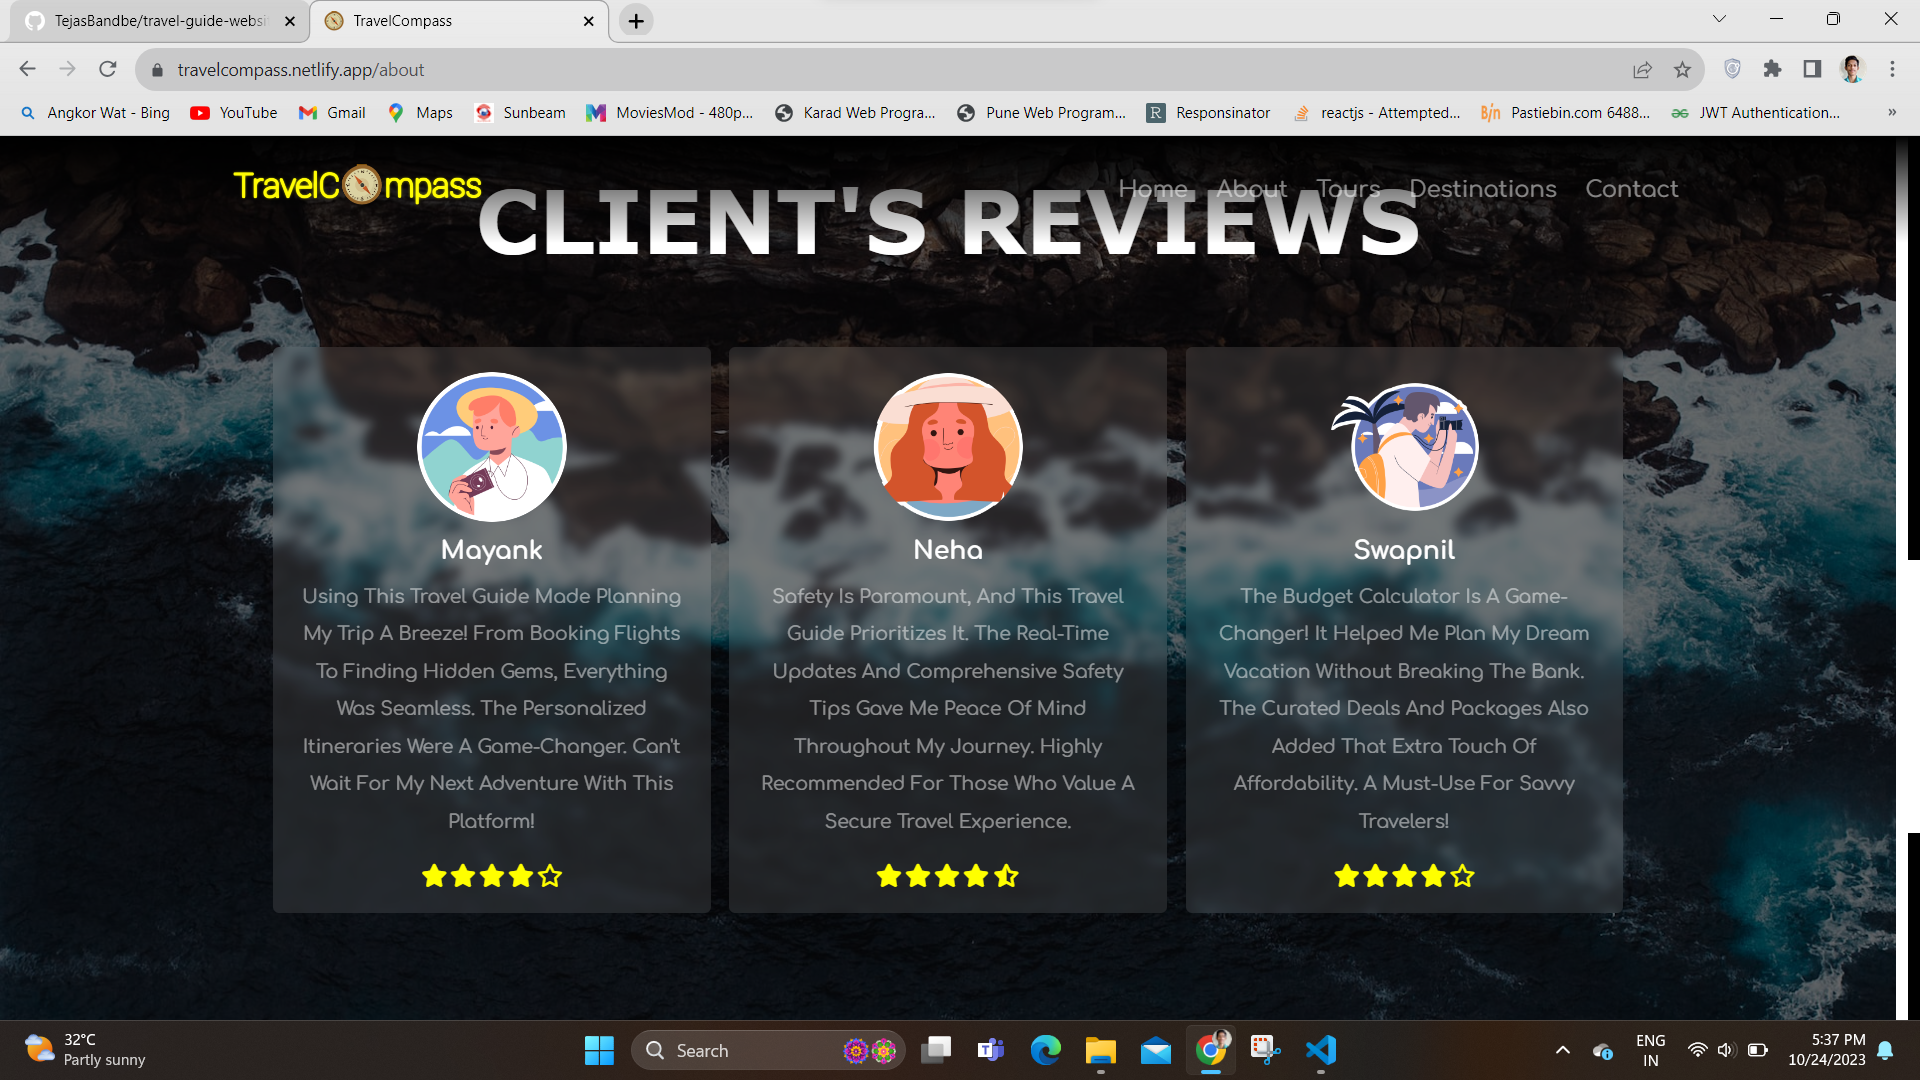 TejasBandbe/travel-guide-websi
TravelCompass
travelcompass.netlify.app/about
Angkor Wat - Bing
YouTube
Gmail
Maps
Sunbeam
MoviesMod - 480p...
Karad Web Progra...
Pune Web Program...
R
Responsinator
reactjs - Attempted...
B/n
Pastiebin.com 6488...
JWT Authentication...
»
TravelCompass
Home
About
Tours
Destinations
Contact
CLIENT'S REVIEWS
Mayank
Using This Travel Guide Made Planning
My Trip A Breeze! From Booking Flights
To Finding Hidden Gems, Everything
Was Seamless. The Personalized
Itineraries Were A Game-Changer. Can't
Wait For My Next Adventure With This
Platform!
Neha
Safety Is Paramount, And This Travel
Guide Prioritizes It. The Real-Time
Updates And Comprehensive Safety
Tips Gave Me Peace Of Mind
Throughout My Journey. Highly
Recommended For Those Who Value A
Secure Travel Experience.
Swapnil
The Budget Calculator Is A Game-
Changer! It Helped Me Plan My Dream
Vacation Without Breaking The Bank.
The Curated Deals And Packages Also
Added That Extra Touch Of
Affordability. A Must-Use For Savvy
Travelers!
32°C
Partly sunny
Search
ENG
IN
5:37 PM
10/24/2023